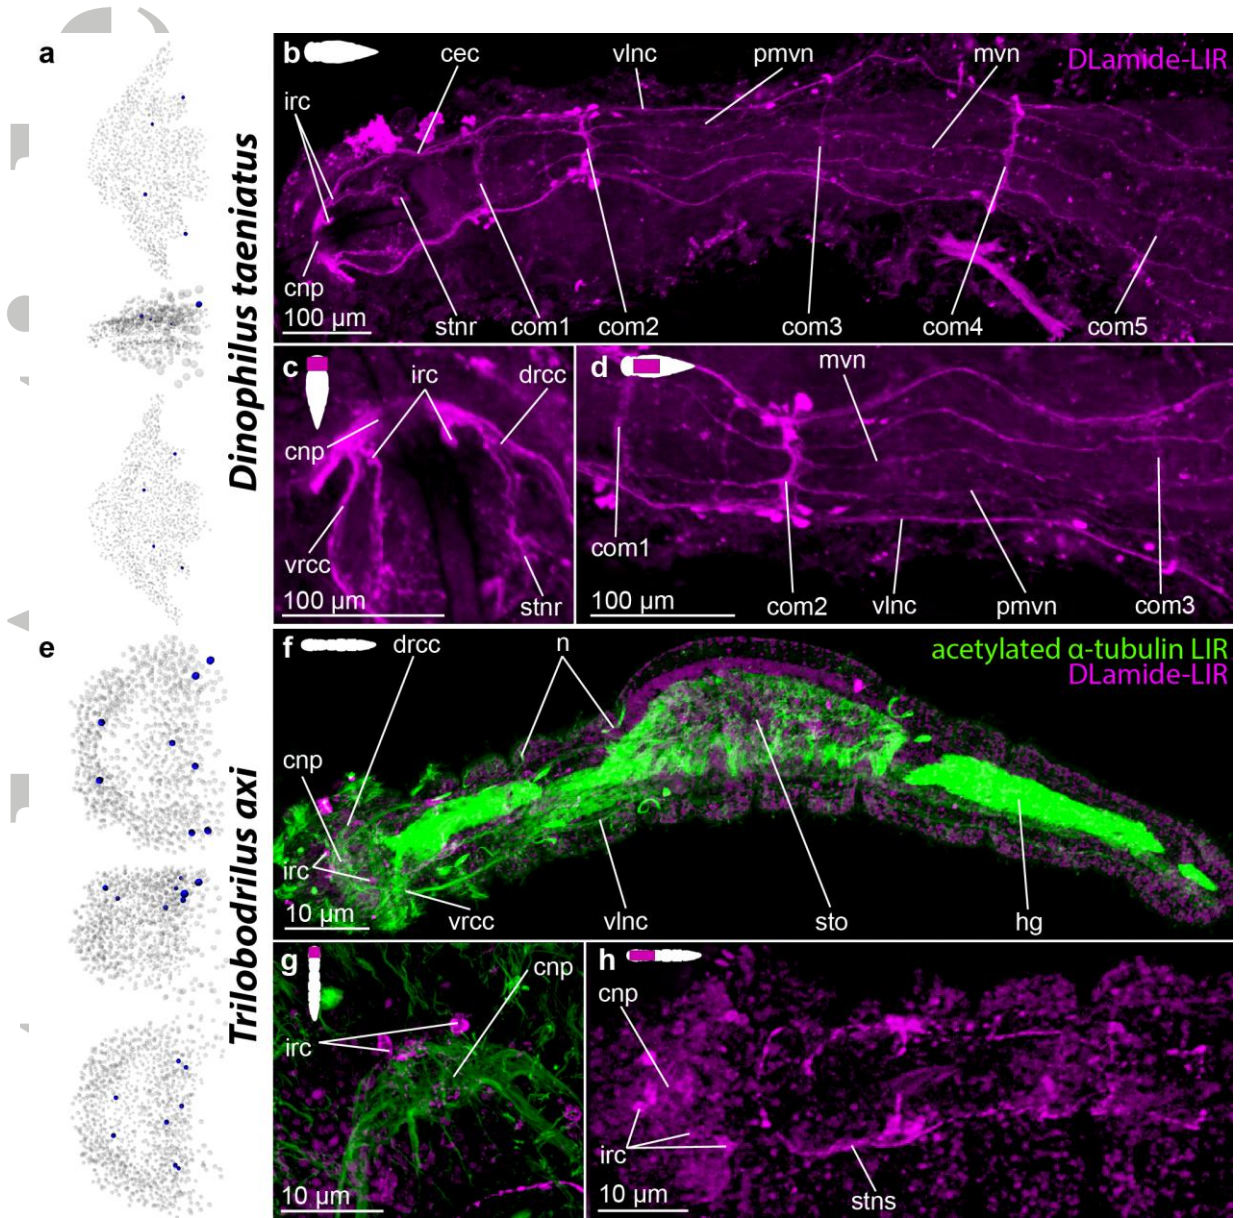 a
Dinophilus taeniatus
b
cec
vlnc
pmvn
mvn
DLamide-LIR
irc
cnp
100 µm
stnr
com1
com2
com3
com4
com5
c
irc
drcc
cnp
vrcc
100 µm
stnr
d
mvn
com1
100 µm
com2
vlnc
pmvn
com3
e
Trilobodrilus axi
f
drcc
n
acetylated α-tubulin LIR
DLamide-LIR
cnp
irc
10 µm
vrcc
vlnc
sto
hg
g
cnp
irc
10 µm
h
cnp
irc
10 µm
stns